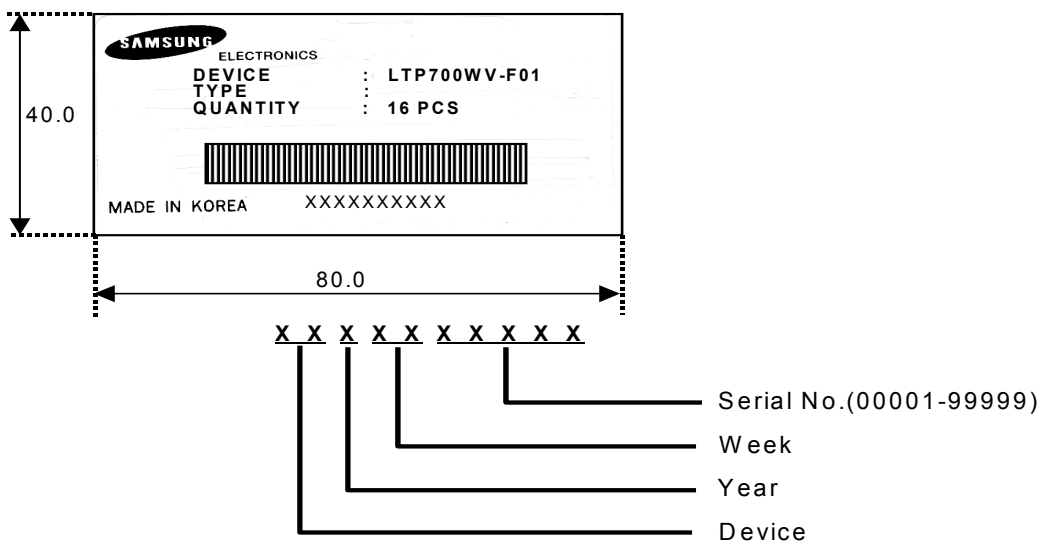 SAMSUNG
ELECTRONICS
DEVICE : LTP700WV-F01
TYPE :
QUANTITY : 16 PCS
40.0
MADE IN KOREA XXXXXXXXXX
80.0
X X X X X X X X X X
Serial No.(00001-99999)
Week
Year
Device